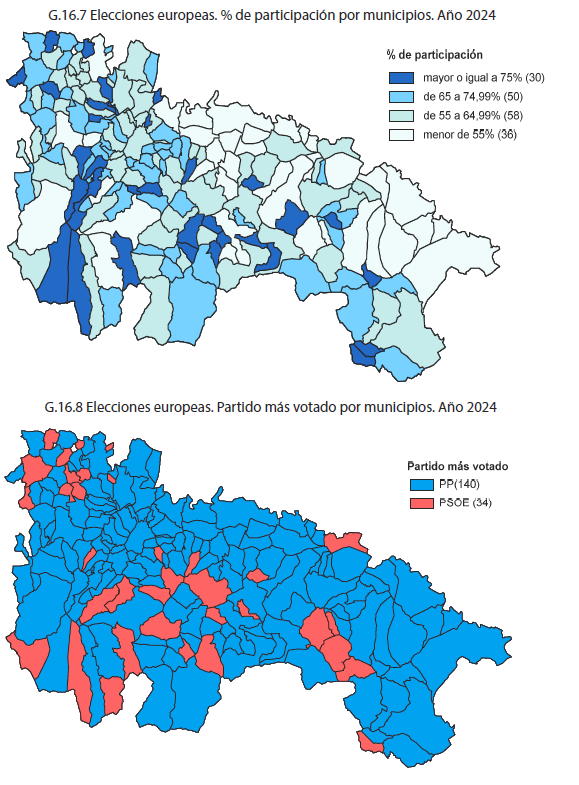 G.16.7 Elecciones europeas. % de participación por municipios. Año 2024
% de participación
mayor o igual a 75% (30)
de 65 a 74,99% (50)
de 55 a 64,99% (58)
menor de 55% (36)
G.16.8 Elecciones europeas. Partido más votado por municipios. Año 2024
Partido más votado
PP(140)
PSOE (34)